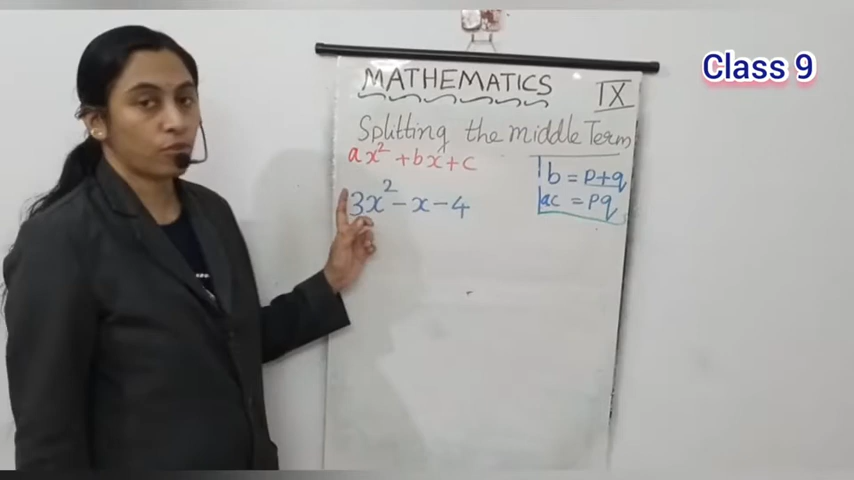 Class 9
MATHEMATICS IX
Splitting the middle Term
ax² + bx + c
b = p+q
3x² - x - 4
ac = pq